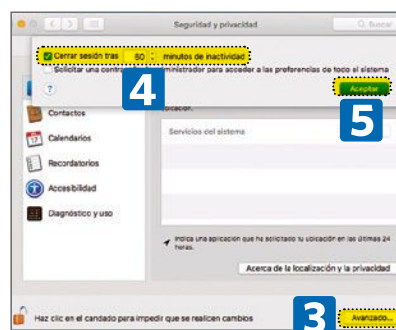 Seguridad y privacidad
Buscar
Cerrar sesión tras 60 minutos de inactividad
Solicitar una contra ministrador para acceder a las preferencias de todo el sistema
?
4
Aceptar
5
ubicación.
Contactos
Servicios del sistema
17
Calendarios
Recordatorios
Accesibilidad
Diagnóstico y uso
Indica una aplicación que ha solicitado tu ubicación en las últimas 24
horas.
Acerca de la localización y la privacidad
Haz clic en el candado para impedir que se realicen cambios
3
Avanzado...